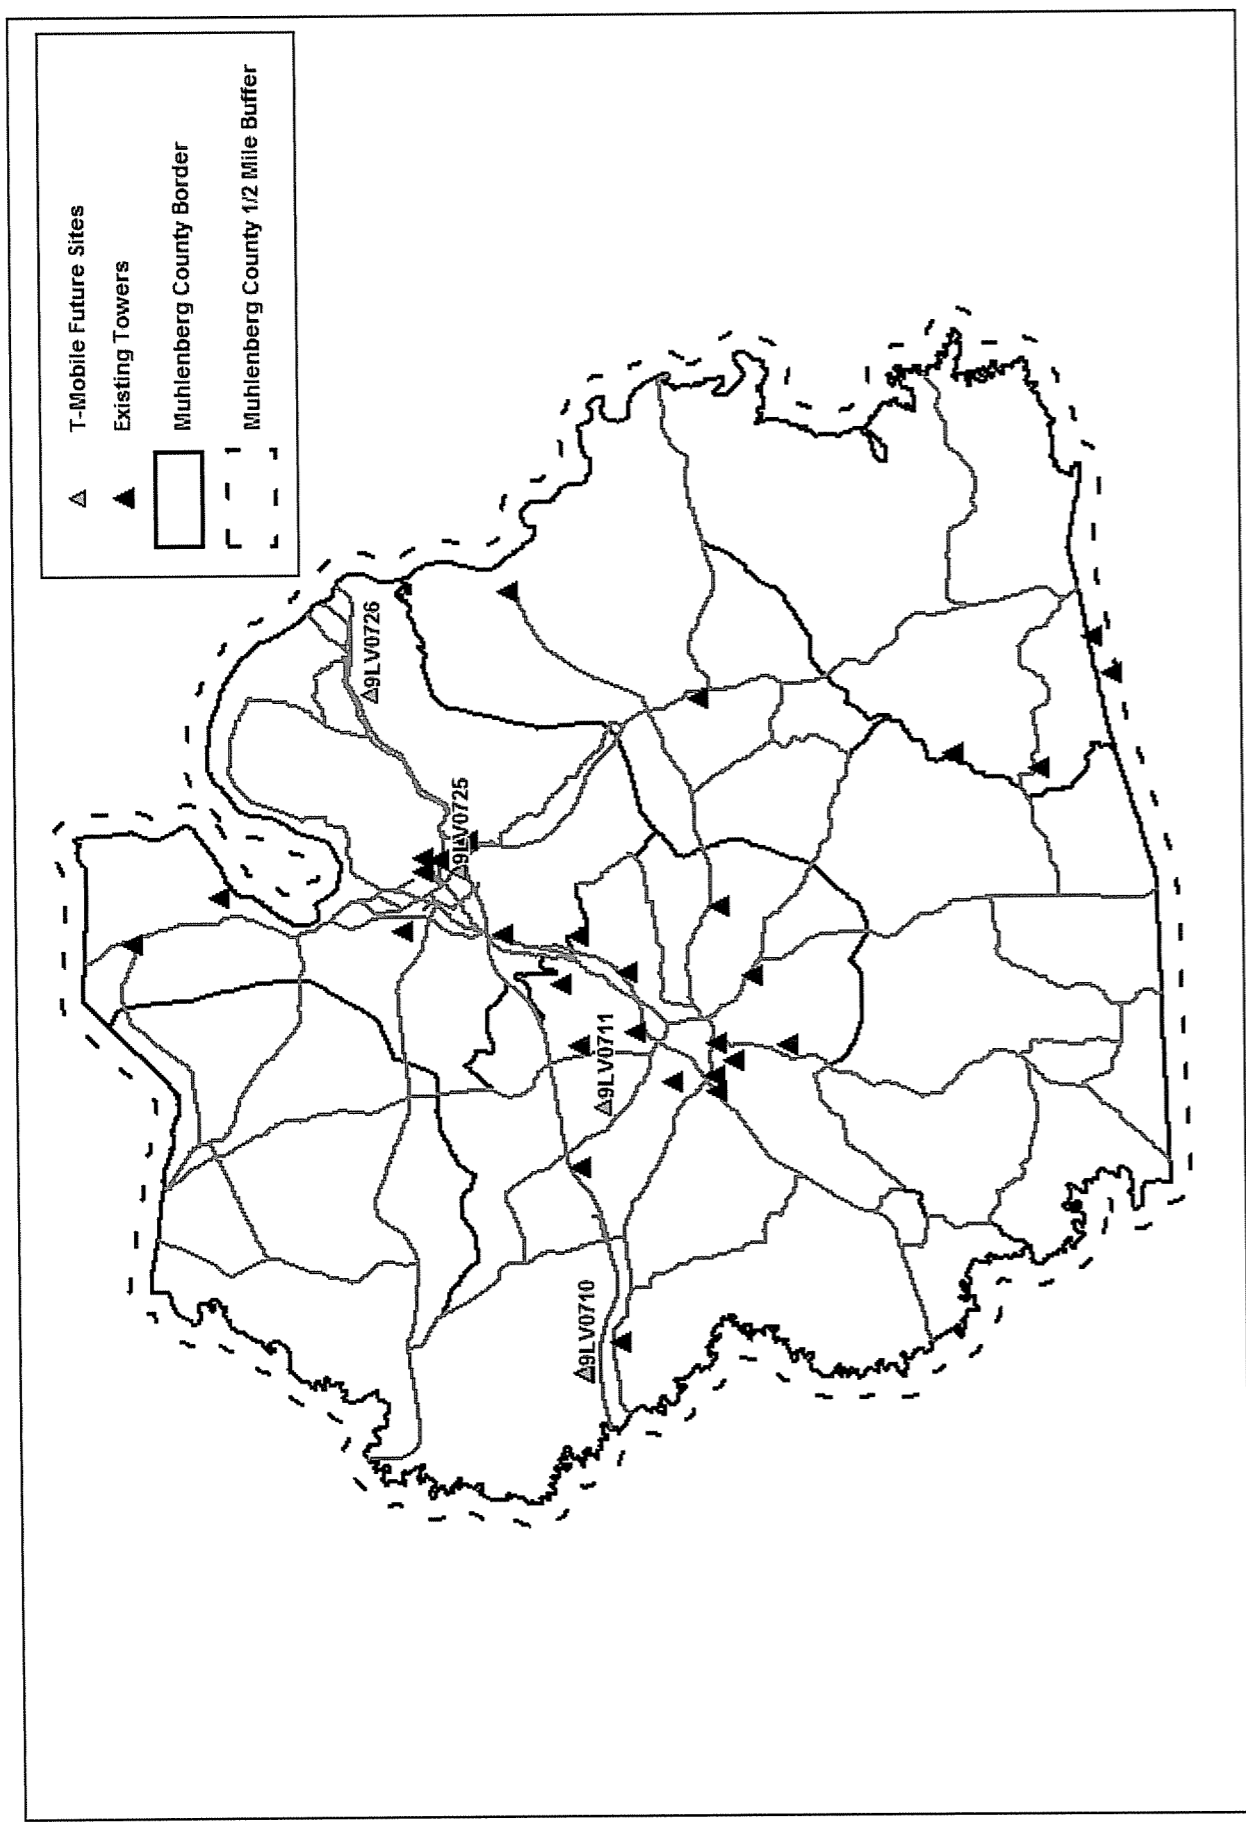 T-Mobile Future Sites
Existing Towers
Muhlenberg County Border
Muhlenberg County 1/2 Mile Buffer
9LV0726
9LV0725
9LV0711
9LV0710